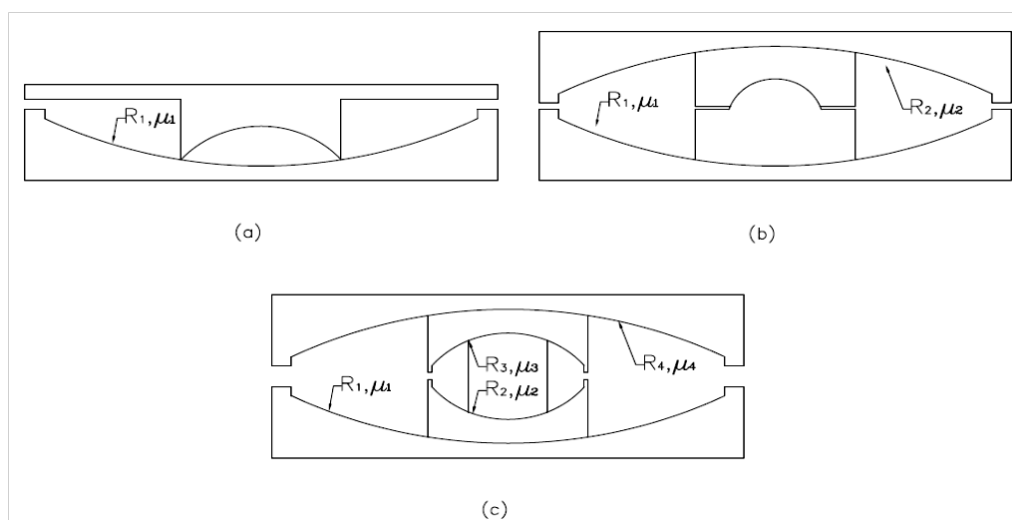 R1, μ1
(a)
R1, μ1
R2, μ2
(b)
R3, μ3
R2, μ2
R4, μ4
R1, μ1
(c)